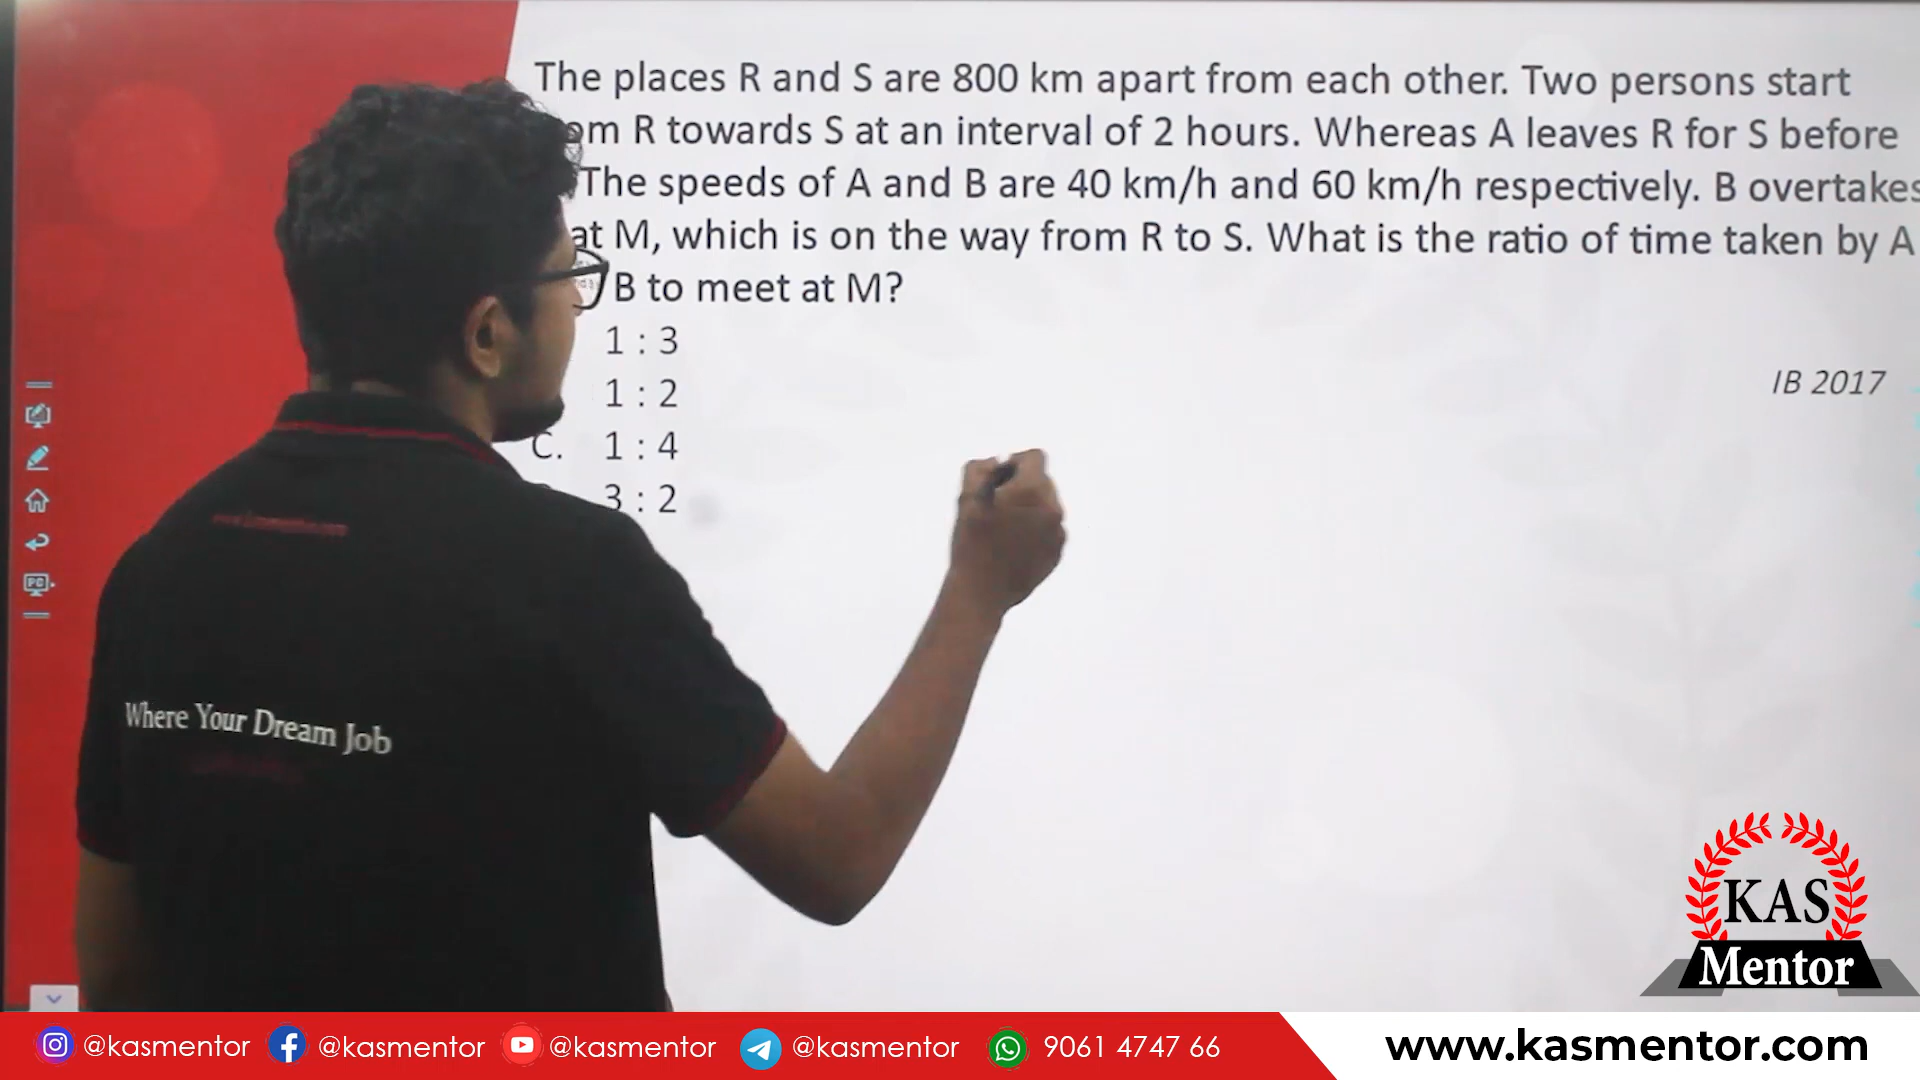 The places R and S are 800 km apart from each other. Two persons start
om R towards S at an interval of 2 hours. Whereas A leaves R for S before
The speeds of A and B are 40 km/h and 60 km/h respectively. B overtakes
at M, which is on the way from R to S. What is the ratio of time taken by A
B to meet at M?
1 : 3
1 : 2
C. 1 : 4
3 : 2
IB 2017
Where Your Dream Job
PC
KAS
Mentor
@kasmentor @kasmentor @kasmentor @kasmentor 9061 4747 66
www.kasmentor.com